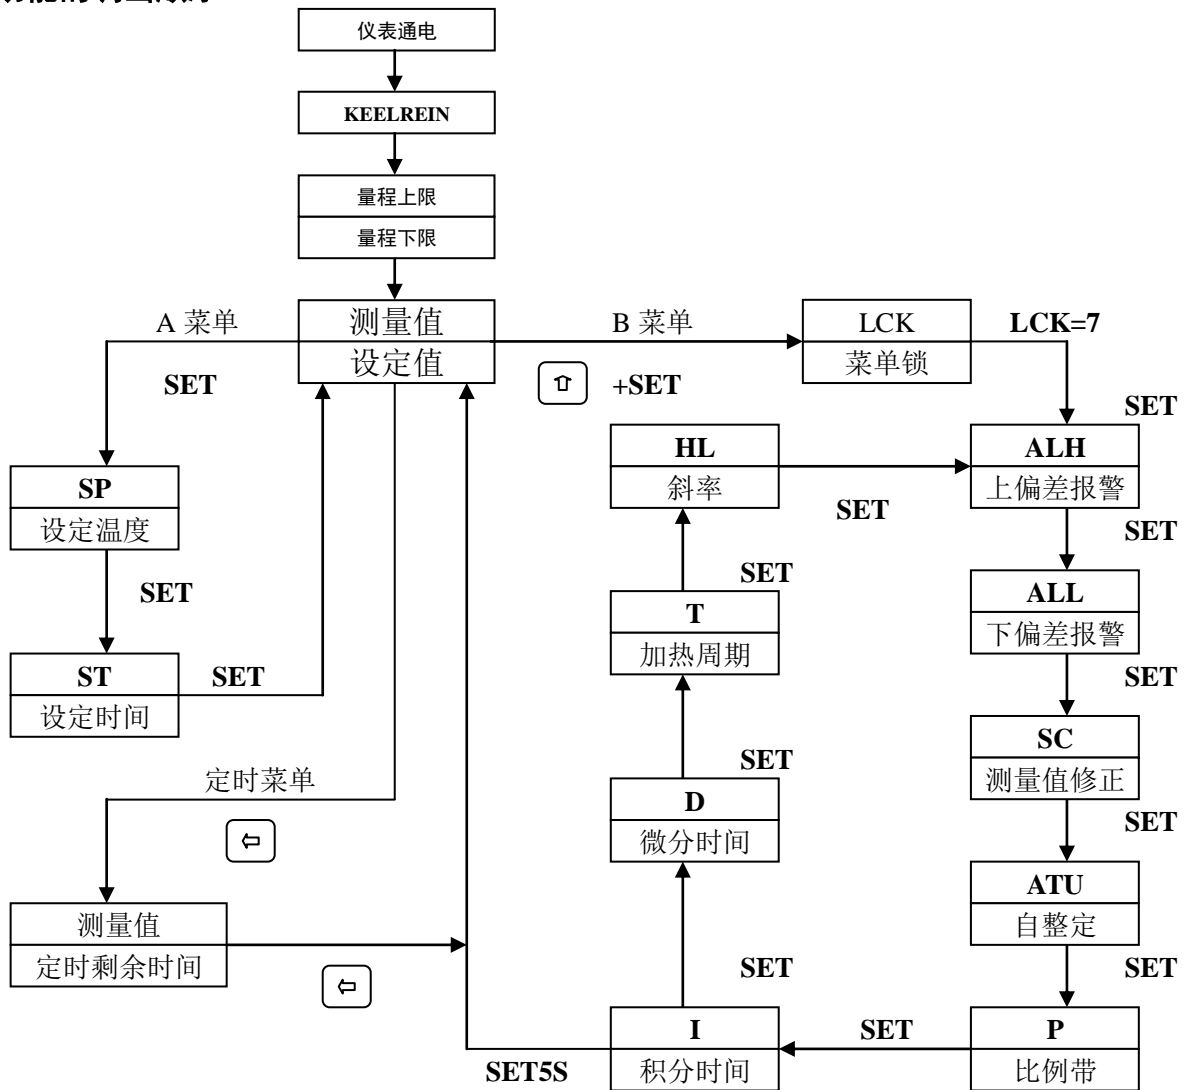 仪表通电
KEELREIN
量程上限
量程下限
A 菜单
测量值
设定值
B 菜单
LCK
菜单锁
LCK=7
SET
+SET
SET
SP
设定温度
HL
斜率
ALH
上偏差报警
SET
SET
SET
SET
ALL
下偏差报警
T
加热周期
ST
设定时间
SET
SET
SC
测量值修正
定时菜单
SET
D
微分时间
SET
ATU
自整定
测量值
定时剩余时间
SET
SET
I
积分时间
SET
P
比例带
SET5S